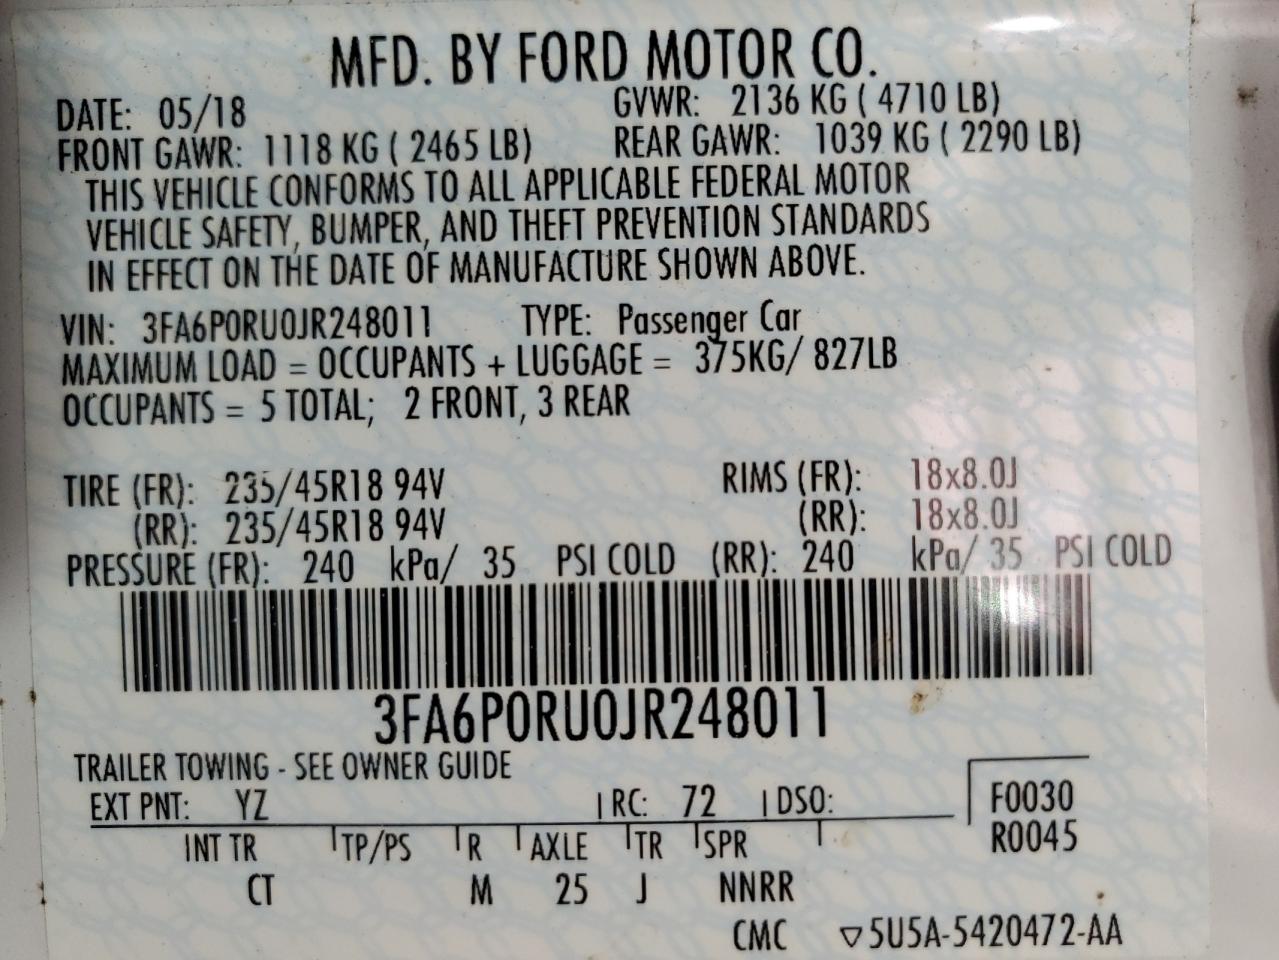 MFD. BY FORD MOTOR CO.
DATE: 05/18 GVWR: 2136 KG ( 4710 LB)
FRONT GAWR: 1118 KG ( 2465 LB) REAR GAWR: 1039 KG ( 2290 LB)
THIS VEHICLE CONFORMS TO ALL APPLICABLE FEDERAL MOTOR
VEHICLE SAFETY, BUMPER, AND THEFT PREVENTION STANDARDS
IN EFFECT ON THE DATE OF MANUFACTURE SHOWN ABOVE.
VIN: 3FA6P0RU0JR248011 TYPE: Passenger Car
MAXIMUM LOAD = OCCUPANTS + LUGGAGE = 375KG/ 827LB
OCCUPANTS = 5 TOTAL; 2 FRONT, 3 REAR
TIRE (FR): 235/45R18 94V RIMS (FR): 18x8.0J
(RR): 235/45R18 94V (RR): 18x8.0J
PRESSURE (FR): 240 kPa/ 35 PSI COLD (RR): 240 kPa/ 35 PSI COLD
3FA6P0RU0JR248011
TRAILER TOWING - SEE OWNER GUIDE
EXT PNT: YZ RC: 72 DSO: F0030
R0045
INT TR TP/PS R AXLE TR SPR
CT M 25 J NNRR
CMC ▽5U5A-5420472-AA